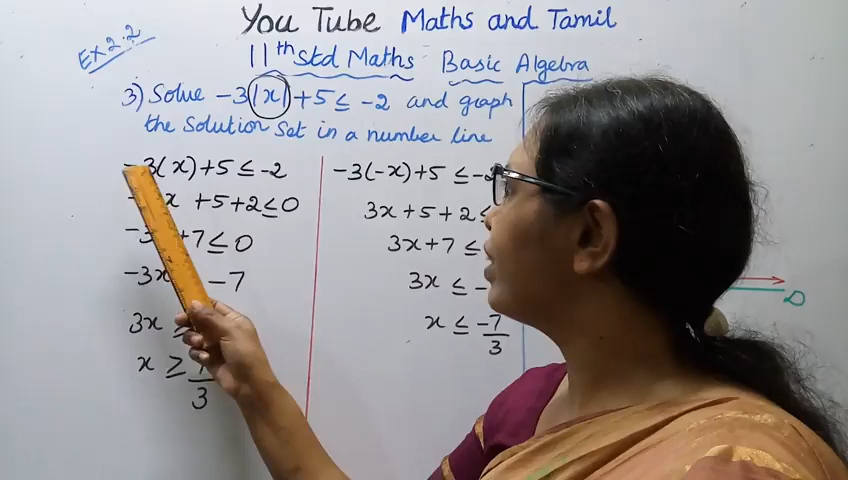 You Tube Maths and Tamil
Ex 2.2
11th Std Maths Basic Algebra
3) Solve -3|x|+5 ≤ -2 and graph
the Solution Set in a number line
-3(x)+5 ≤ -2
x +5+2 ≤ 0
-3 +7 ≤ 0
-3x -7
3x ≥
x ≥ 7/3
-3(-x)+5 ≤ -2
3x+5+2 ≤
3x+7 ≤
3x ≤ -
x ≤ -7/3